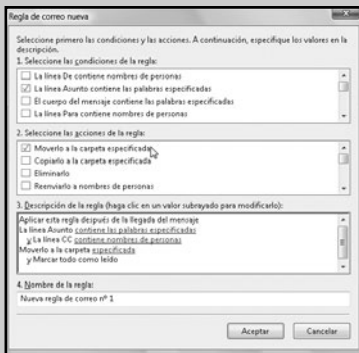 Regla de correo nueva
Seleccione primero las condiciones y las acciones. A continuación, especifique los valores en la
descripción.
1. Seleccione las condiciones de la regla:
La línea De contiene nombres de personas
La línea Asunto contiene las palabras especificadas
El cuerpo del mensaje contiene las palabras especificadas
La línea Para contiene nombres de personas
2. Seleccione las acciones de la regla:
Moverlo a la carpeta especificada
Copiarlo a la carpeta especificada
Eliminarlo
Reenviarlo a nombres de personas
3. Descripción de la regla (haga clic en un valor subrayado para modificarlo):
Aplicar esta regla después de la llegada del mensaje
La línea Asunto contiene las palabras especificadas
y La línea CC contiene nombres de personas
Moverlo a la carpeta especificada
y Marcar todo como leído
4. Nombre de la regla:
Nueva regla de correo nº 1
Aceptar
Cancelar